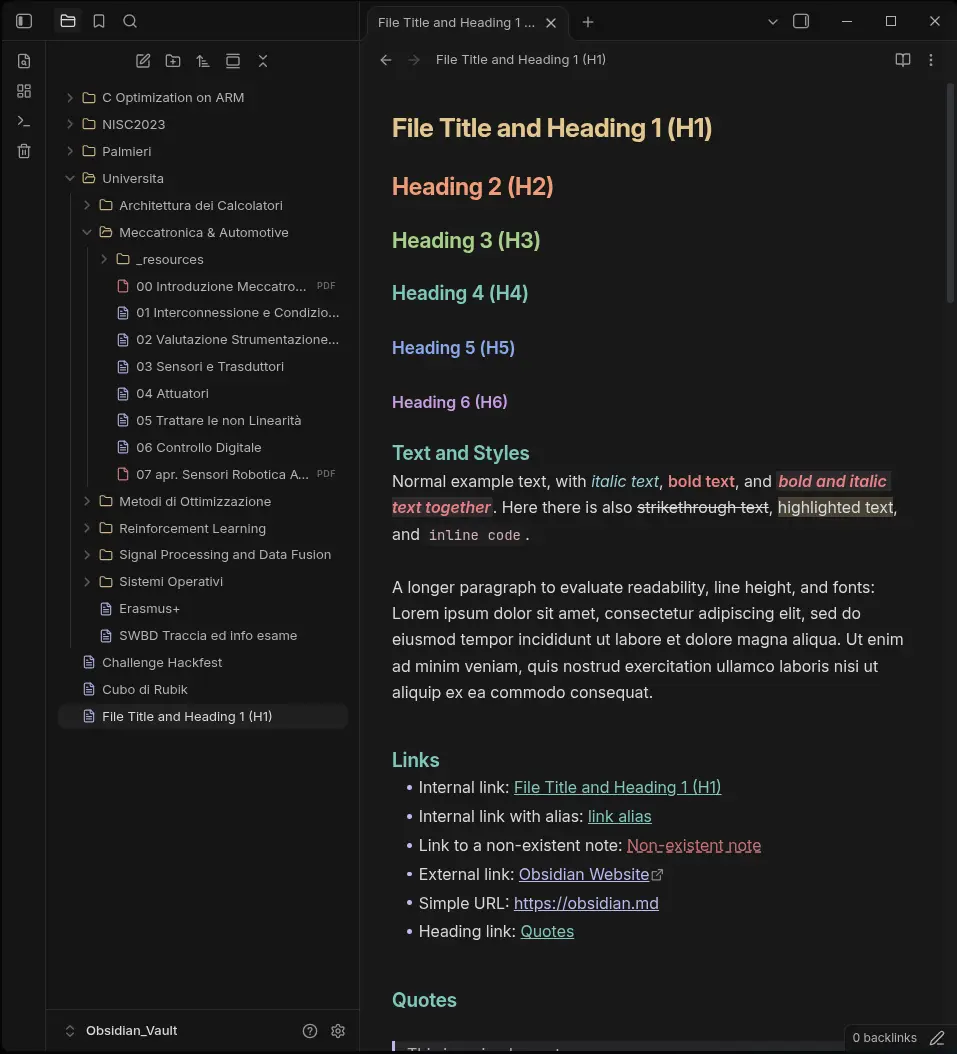 File Title and Heading 1 ...
File Title and Heading 1 (H1)
C Optimization on ARM
NISC2023
Palmieri
Universita
Architettura dei Calcolatori
Meccatronica & Automotive
_resources
00 Introduzione Meccatro... PDF
01 Interconnessione e Condizio...
02 Valutazione Strumentazione...
03 Sensori e Trasduttori
04 Attuatori
05 Trattare le non Linearità
06 Controllo Digitale
07 apr. Sensori Robotica A... PDF
Metodi di Ottimizzazione
Reinforcement Learning
Signal Processing and Data Fusion
Sistemi Operativi
Erasmus+
SWBD Traccia ed info esame
Challenge Hackfest
Cubo di Rubik
File Title and Heading 1 (H1)
Obsidian_Vault
File Title and Heading 1 (H1)
Heading 2 (H2)
Heading 3 (H3)
Heading 4 (H4)
Heading 5 (H5)
Heading 6 (H6)
Text and Styles
Normal example text, with italic text, bold text, and bold and italic
text together. Here there is also strikethrough text, highlighted text,
and inline code.
A longer paragraph to evaluate readability, line height, and fonts:
Lorem ipsum dolor sit amet, consectetur adipiscing elit, sed do
eiusmod tempor incididunt ut labore et dolore magna aliqua. Ut enim
ad minim veniam, quis nostrud exercitation ullamco laboris nisi ut
aliquip ex ea commodo consequat.
Links
• Internal link: File Title and Heading 1 (H1)
• Internal link with alias: link alias
• Link to a non-existent note: Non-existent note
• External link: Obsidian Website
• Simple URL: https://obsidian.md
• Heading link: Quotes
Quotes
0 backlinks